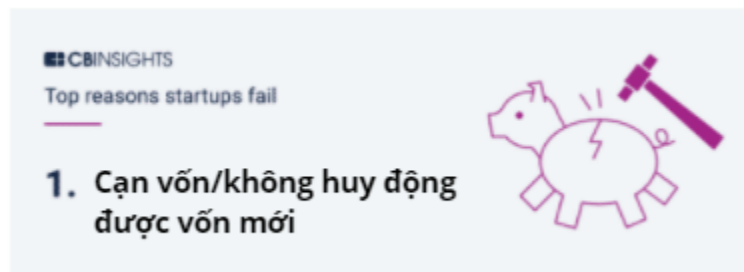 CBINSIGHTS
Top reasons startups fail
1. Cạn vốn/không huy động
được vốn mới